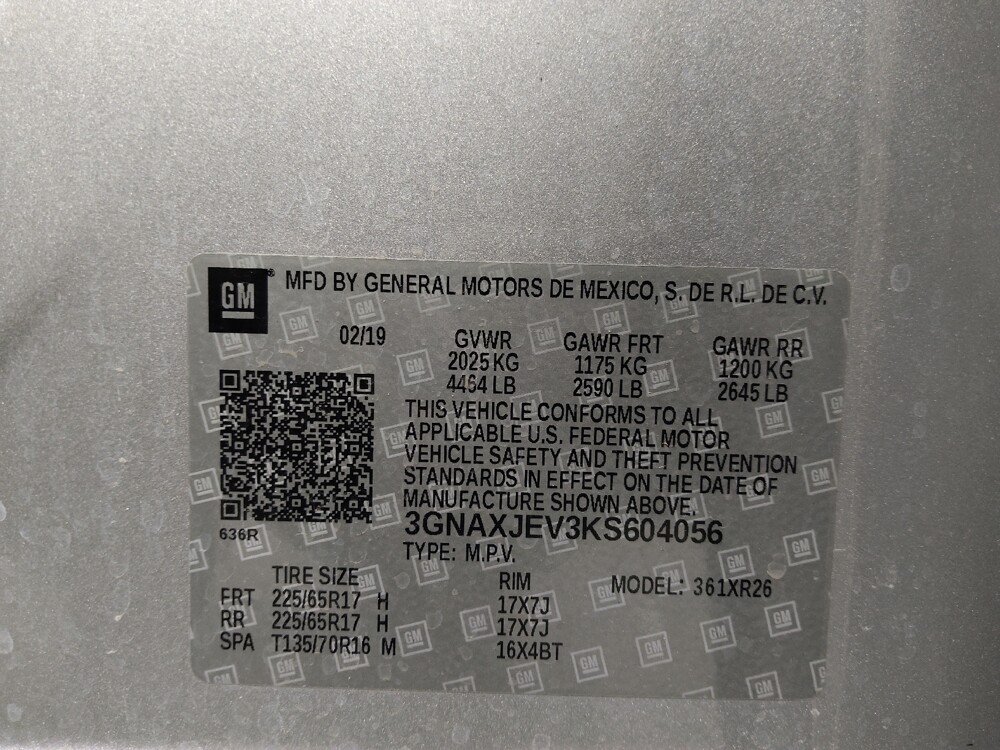 GM ® MFD BY GENERAL MOTORS DE MEXICO, S. DE R.L. DE C.V.
02/19 GVWR GAWR FRT GAWR RR
2025 KG 1175 KG 1200 KG
4464 LB 2590 LB 2645 LB
THIS VEHICLE CONFORMS TO ALL
APPLICABLE U.S. FEDERAL MOTOR
VEHICLE SAFETY AND THEFT PREVENTION
STANDARDS IN EFFECT ON THE DATE OF
MANUFACTURE SHOWN ABOVE.
636R
3GNAXJEV3KS604056
TYPE: M.P.V.
TIRE SIZE RIM MODEL: 361XR26
FRT 225/65R17 H 17X7J
RR 225/65R17 H 17X7J
SPA T135/70R16 M 16X4BT